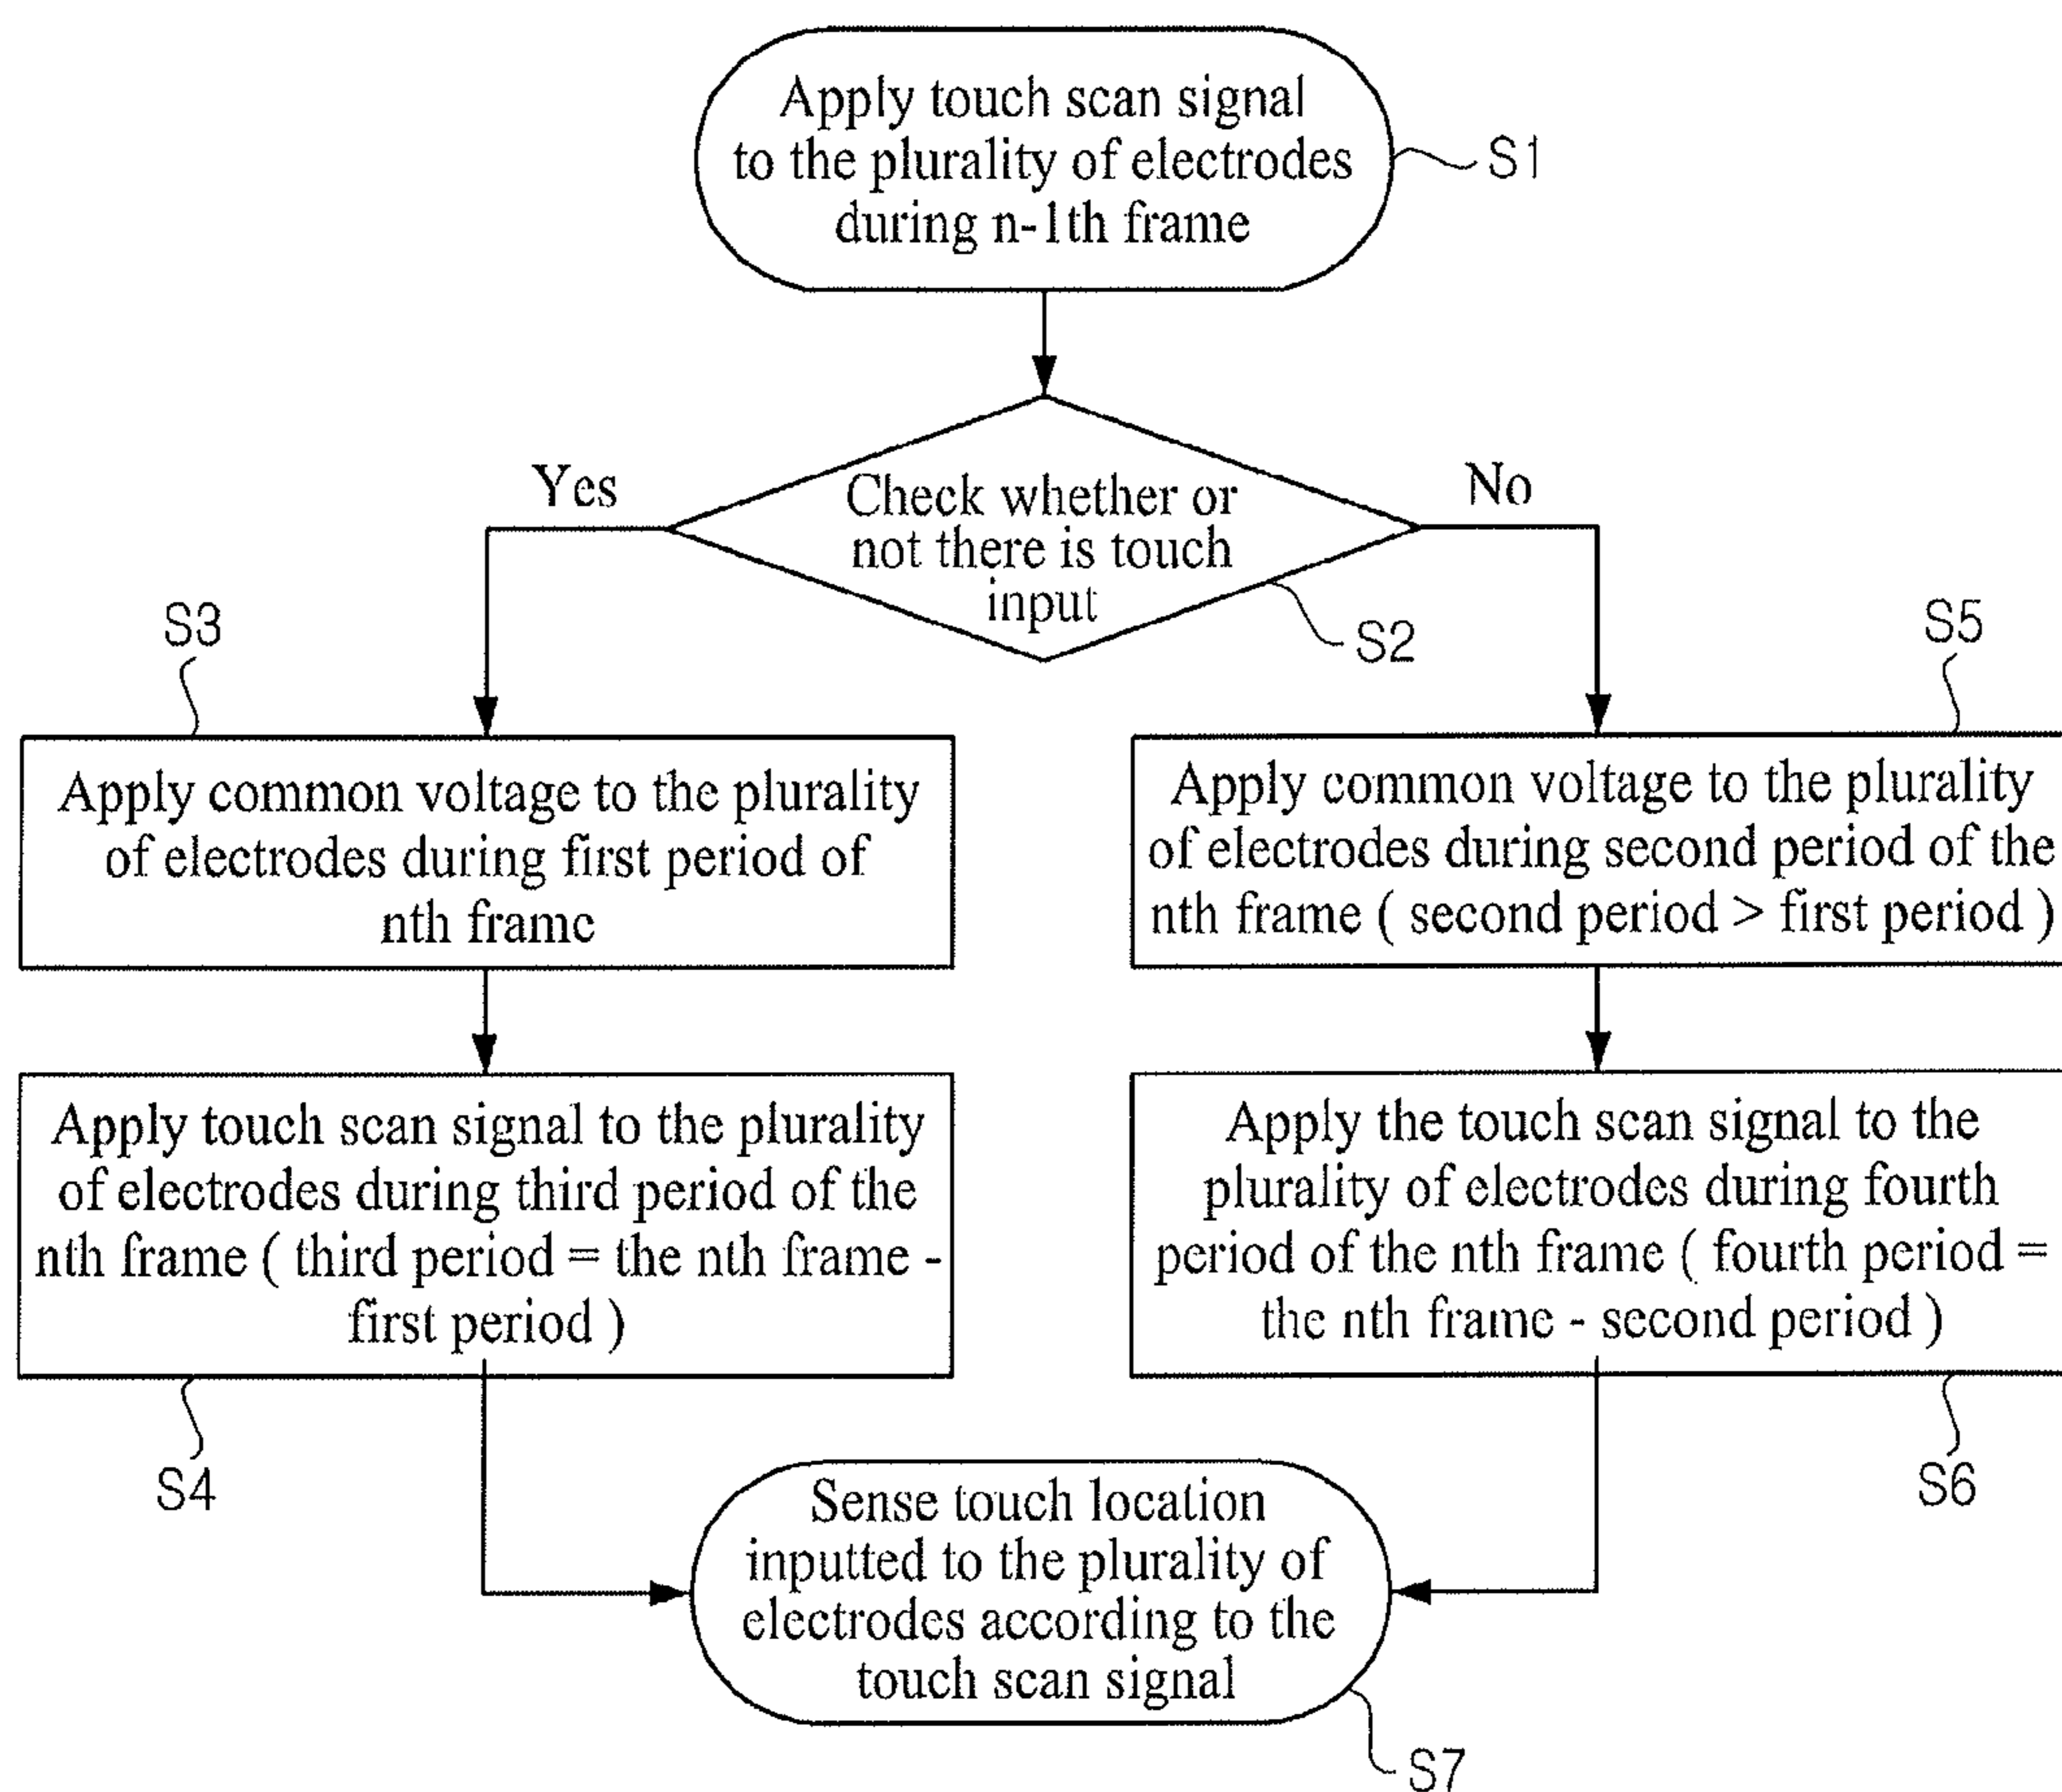 Apply touch scan signal
to the plurality of electrodes
during n-1th frame
S1
Yes
No
Check whether or
not there is touch
input
S2
S3
S5
Apply common voltage to the plurality
of electrodes during first period of
nth frame
Apply common voltage to the plurality
of electrodes during second period of the
nth frame ( second period > first period )
Apply touch scan signal to the plurality
of electrodes during third period of the
nth frame ( third period = the nth frame -
first period )
Apply the touch scan signal to the
plurality of electrodes during fourth
period of the nth frame ( fourth period =
the nth frame - second period )
S4
S6
Sense touch location
inputted to the plurality of
electrodes according to the
touch scan signal
S7